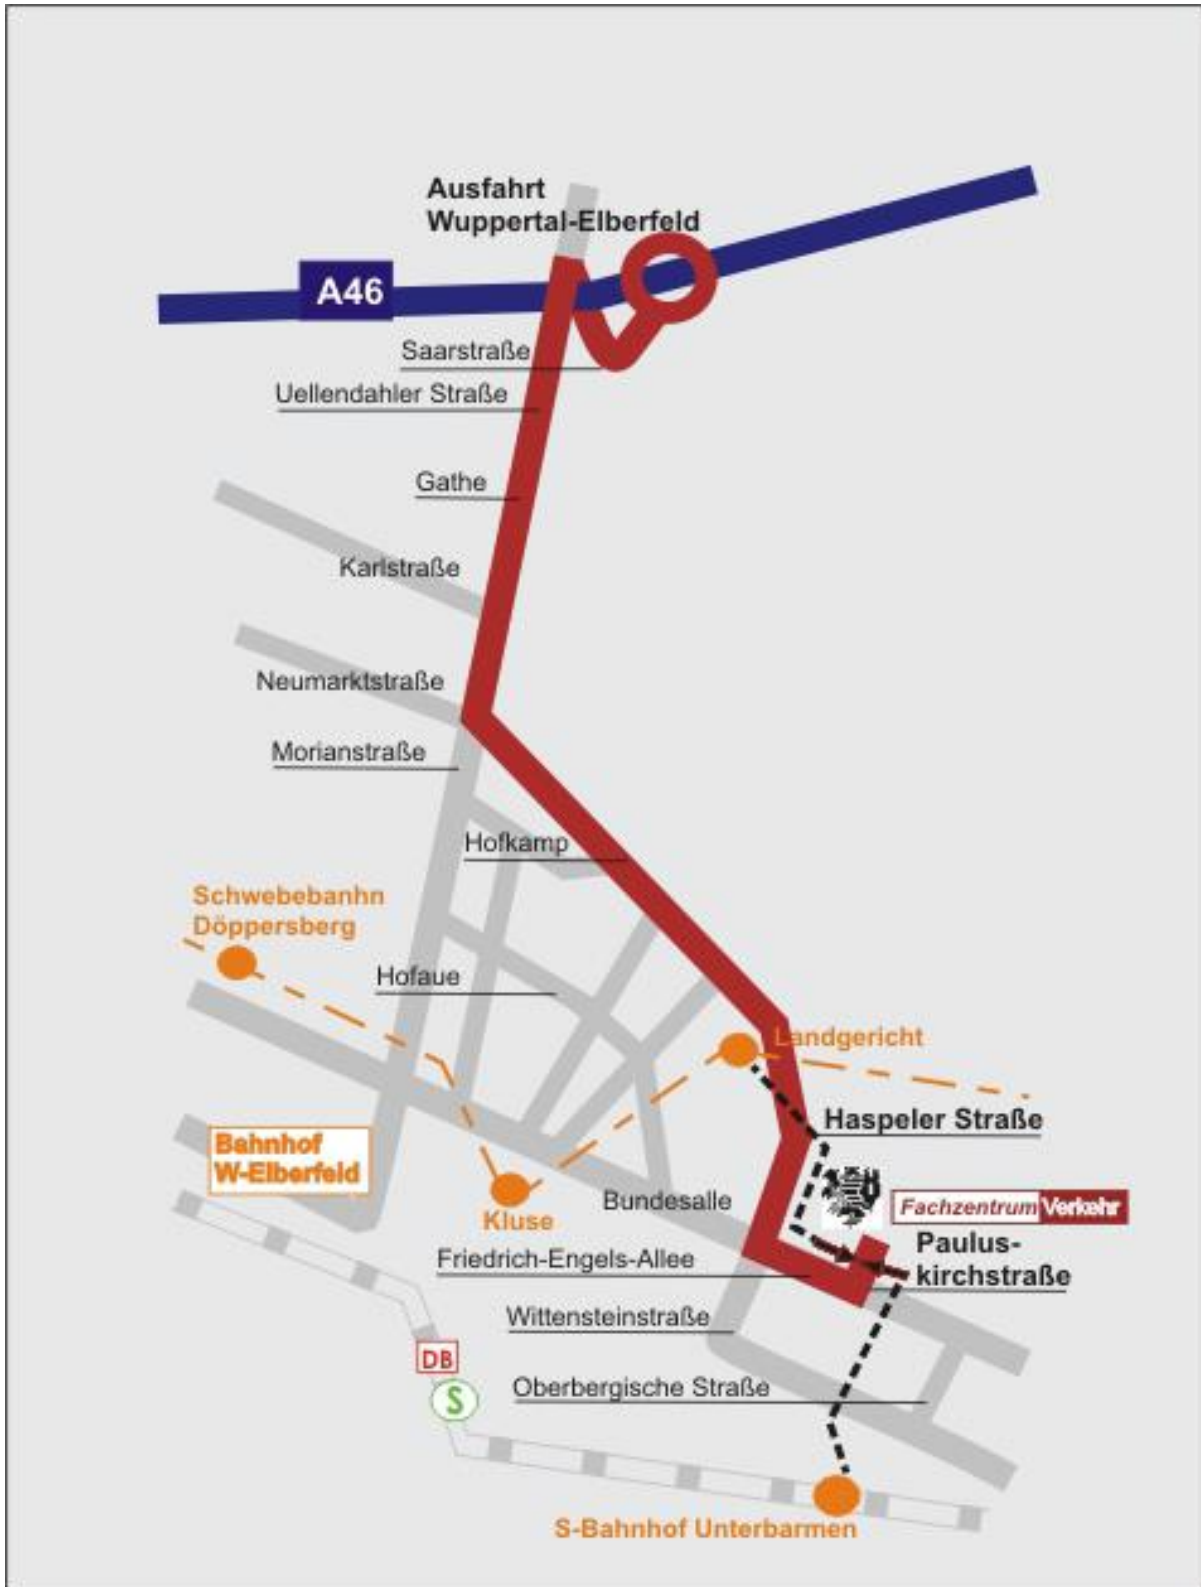 Ausfahrt
Wuppertal-Elberfeld
A46
Saarstraße
Uellendahler Straße
Gathe
Karlstraße
Neumarktstraße
Morianstraße
Hofkamp
Schwebebanhn
Döppersberg
Hofaue
Landgericht
Haspeler Straße
Bahnhof
W-Elberfeld
Kluse
Bundesalle
Fachzentrum Verkehr
Paulus-
kirchstraße
Friedrich-Engels-Allee
Wittensteinstraße
DB
S
Oberbergische Straße
S-Bahnhof Unterbarmen